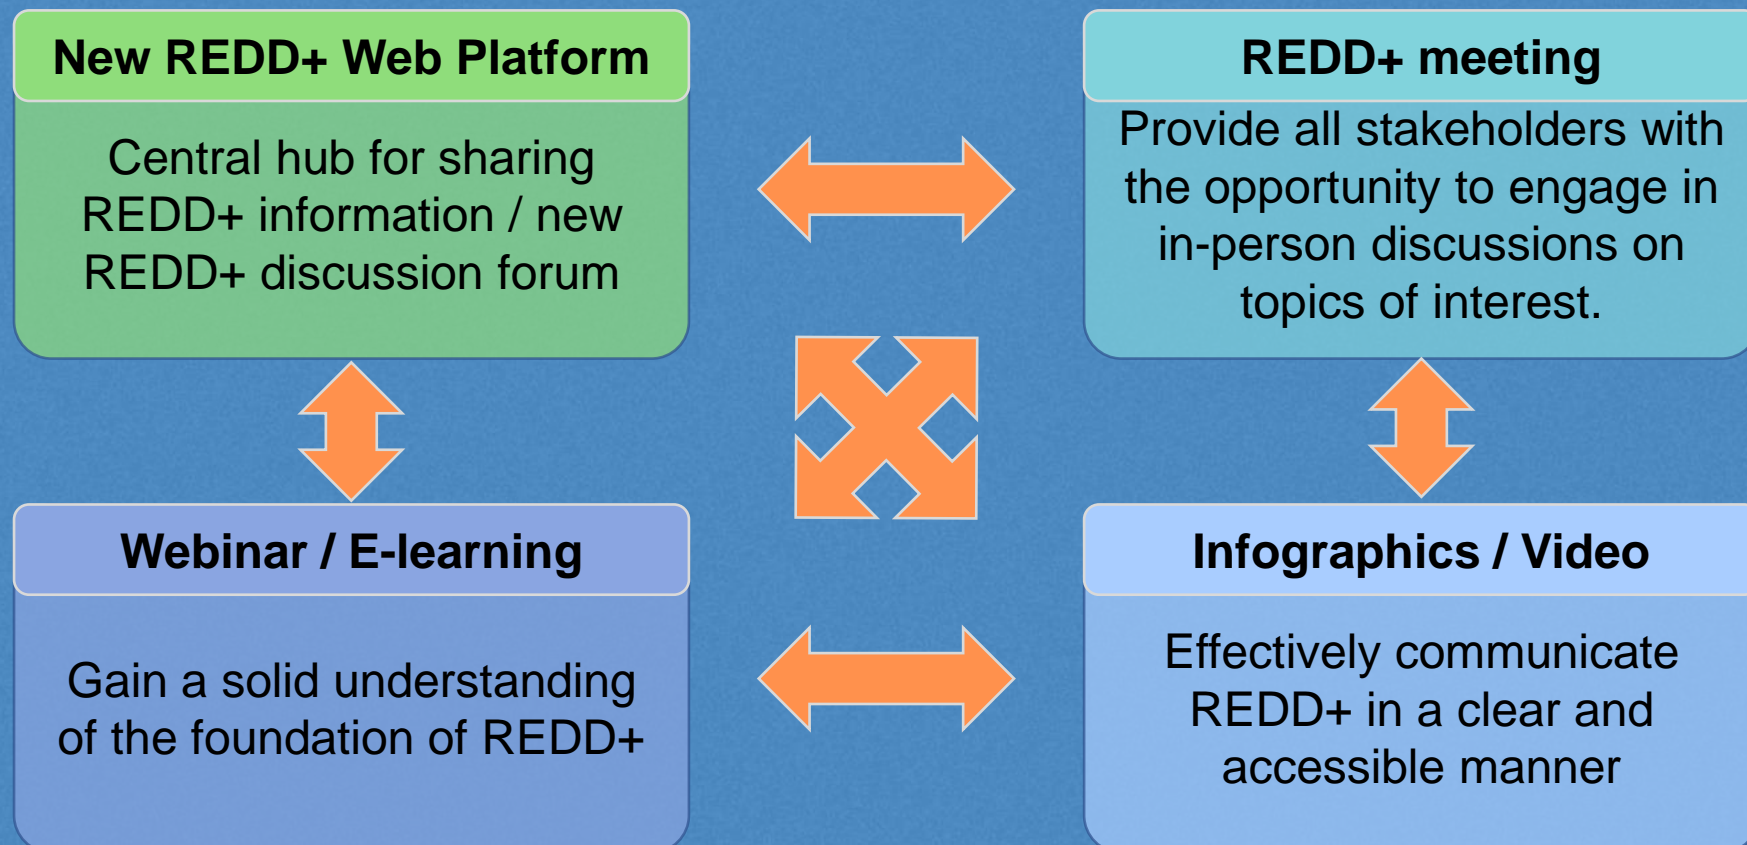 New REDD+ Web Platform
Central hub for sharing
REDD+ information / new
REDD+ discussion forum
REDD+ meeting
Provide all stakeholders with
the opportunity to engage in
in-person discussions on
topics of interest.
Webinar / E-learning
Gain a solid understanding
of the foundation of REDD+
Infographics / Video
Effectively communicate
REDD+ in a clear and
accessible manner